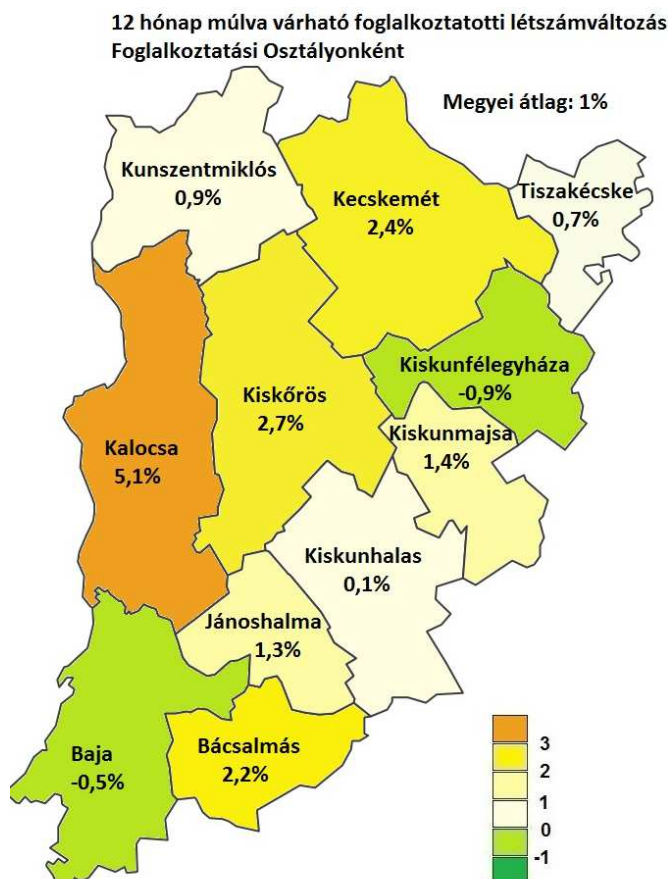 12 hónap múlva várható foglalkoztatotti létszámváltozás
Foglalkoztatási Osztályonként
Megyei átlag: 1%
Kunszentmiklós
0,9%
Kecskemét
2,4%
Tiszakécske
0,7%
Kiskunfélegyháza
-0,9%
Kiskőrös
2,7%
Kiskunmajsa
1,4%
Kalocsa
5,1%
Kiskunhalas
0,1%
Jánoshalma
1,3%
Baja
-0,5%
Bácsalmás
2,2%
3
2
1
0
-1